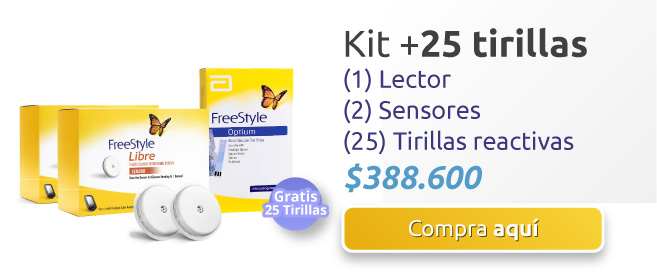 Kit +25 tirillas
(1) Lector
(2) Sensores
(25) Tirillas reactivas
$388.600
Compra aquí
Gratis
25 Tirillas
FreeStyle
Libre
SENSOR
FreeStyle
Optium